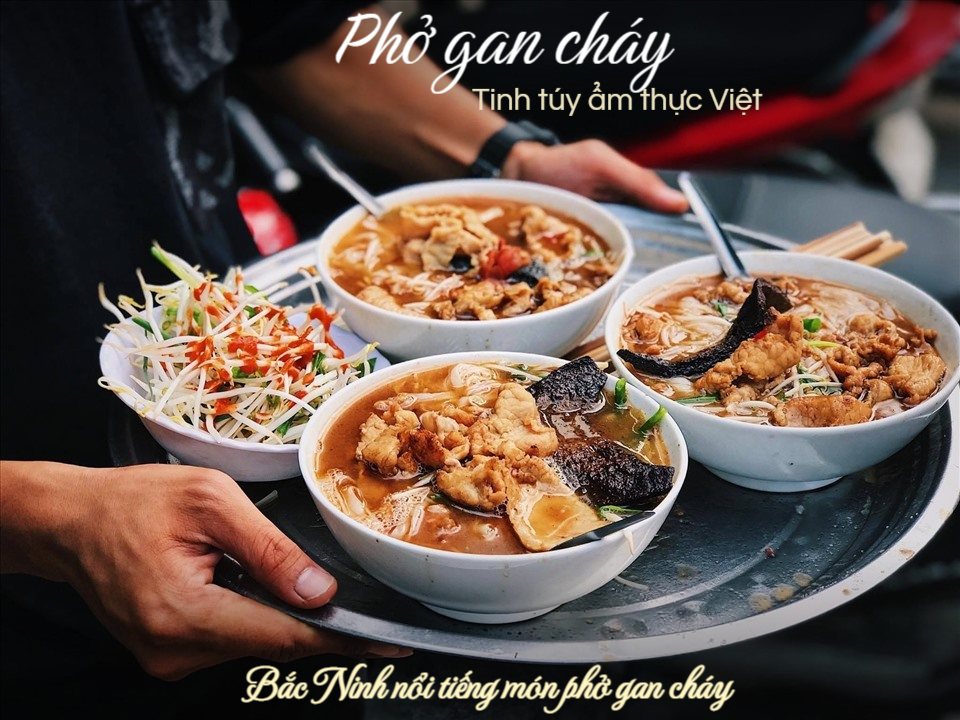 Phở gan cháy
Tinh túy ẩm thực Việt
Bắc Ninh nổi tiếng món phở gan cháy